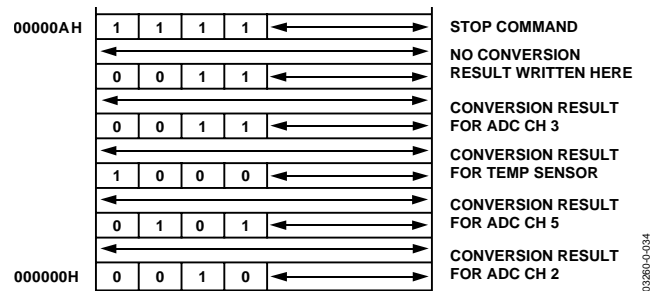 00000AH 1 1 1 1 STOP COMMAND
NO CONVERSION
0 0 1 1 RESULT WRITTEN HERE
CONVERSION RESULT
0 0 1 1 FOR ADC CH 3
CONVERSION RESULT
1 0 0 0 FOR TEMP SENSOR
CONVERSION RESULT
0 1 0 1 FOR ADC CH 5
CONVERSION RESULT
000000H 0 0 1 0 FOR ADC CH 2
03260-0-034